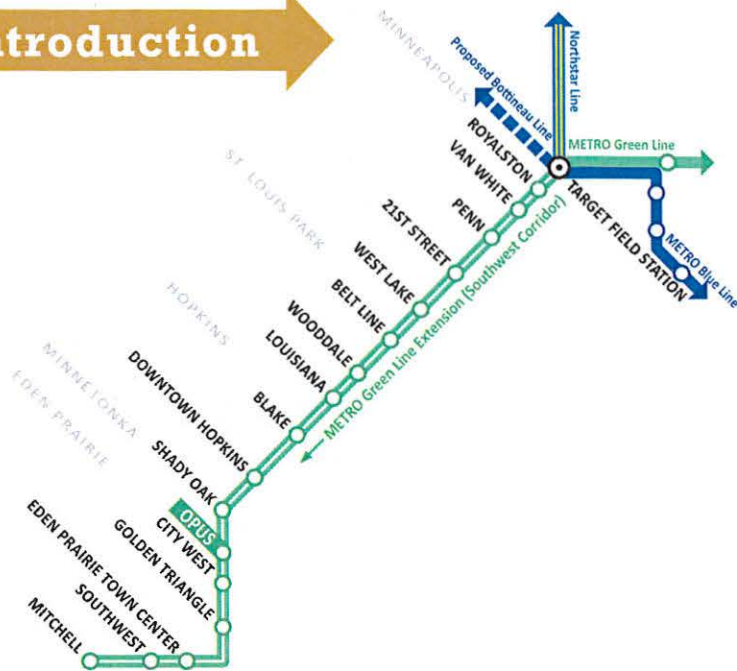 ntroduction
MINNEAPOLIS
Proposed Bottineau Line
Northstar Line
METRO Green Line
METRO Blue Line
TARGET FIELD STATION
ROYALSTON
VAN WHITE
PENN
21ST STREET
ST. LOUIS PARK
WEST LAKE
BELT LINE
WOODDALE
LOUISIANA
BLAKE
METRO Green Line Extension (Southwest Corridor)
HOPKINS
DOWNTOWN HOPKINS
MINNETONKA
SHADY OAK
EDEN PRAIRIE
OPUS
CITY WEST
GOLDEN TRIANGLE
EDEN PRAIRIE TOWN CENTER
SOUTHWEST
MITCHELL